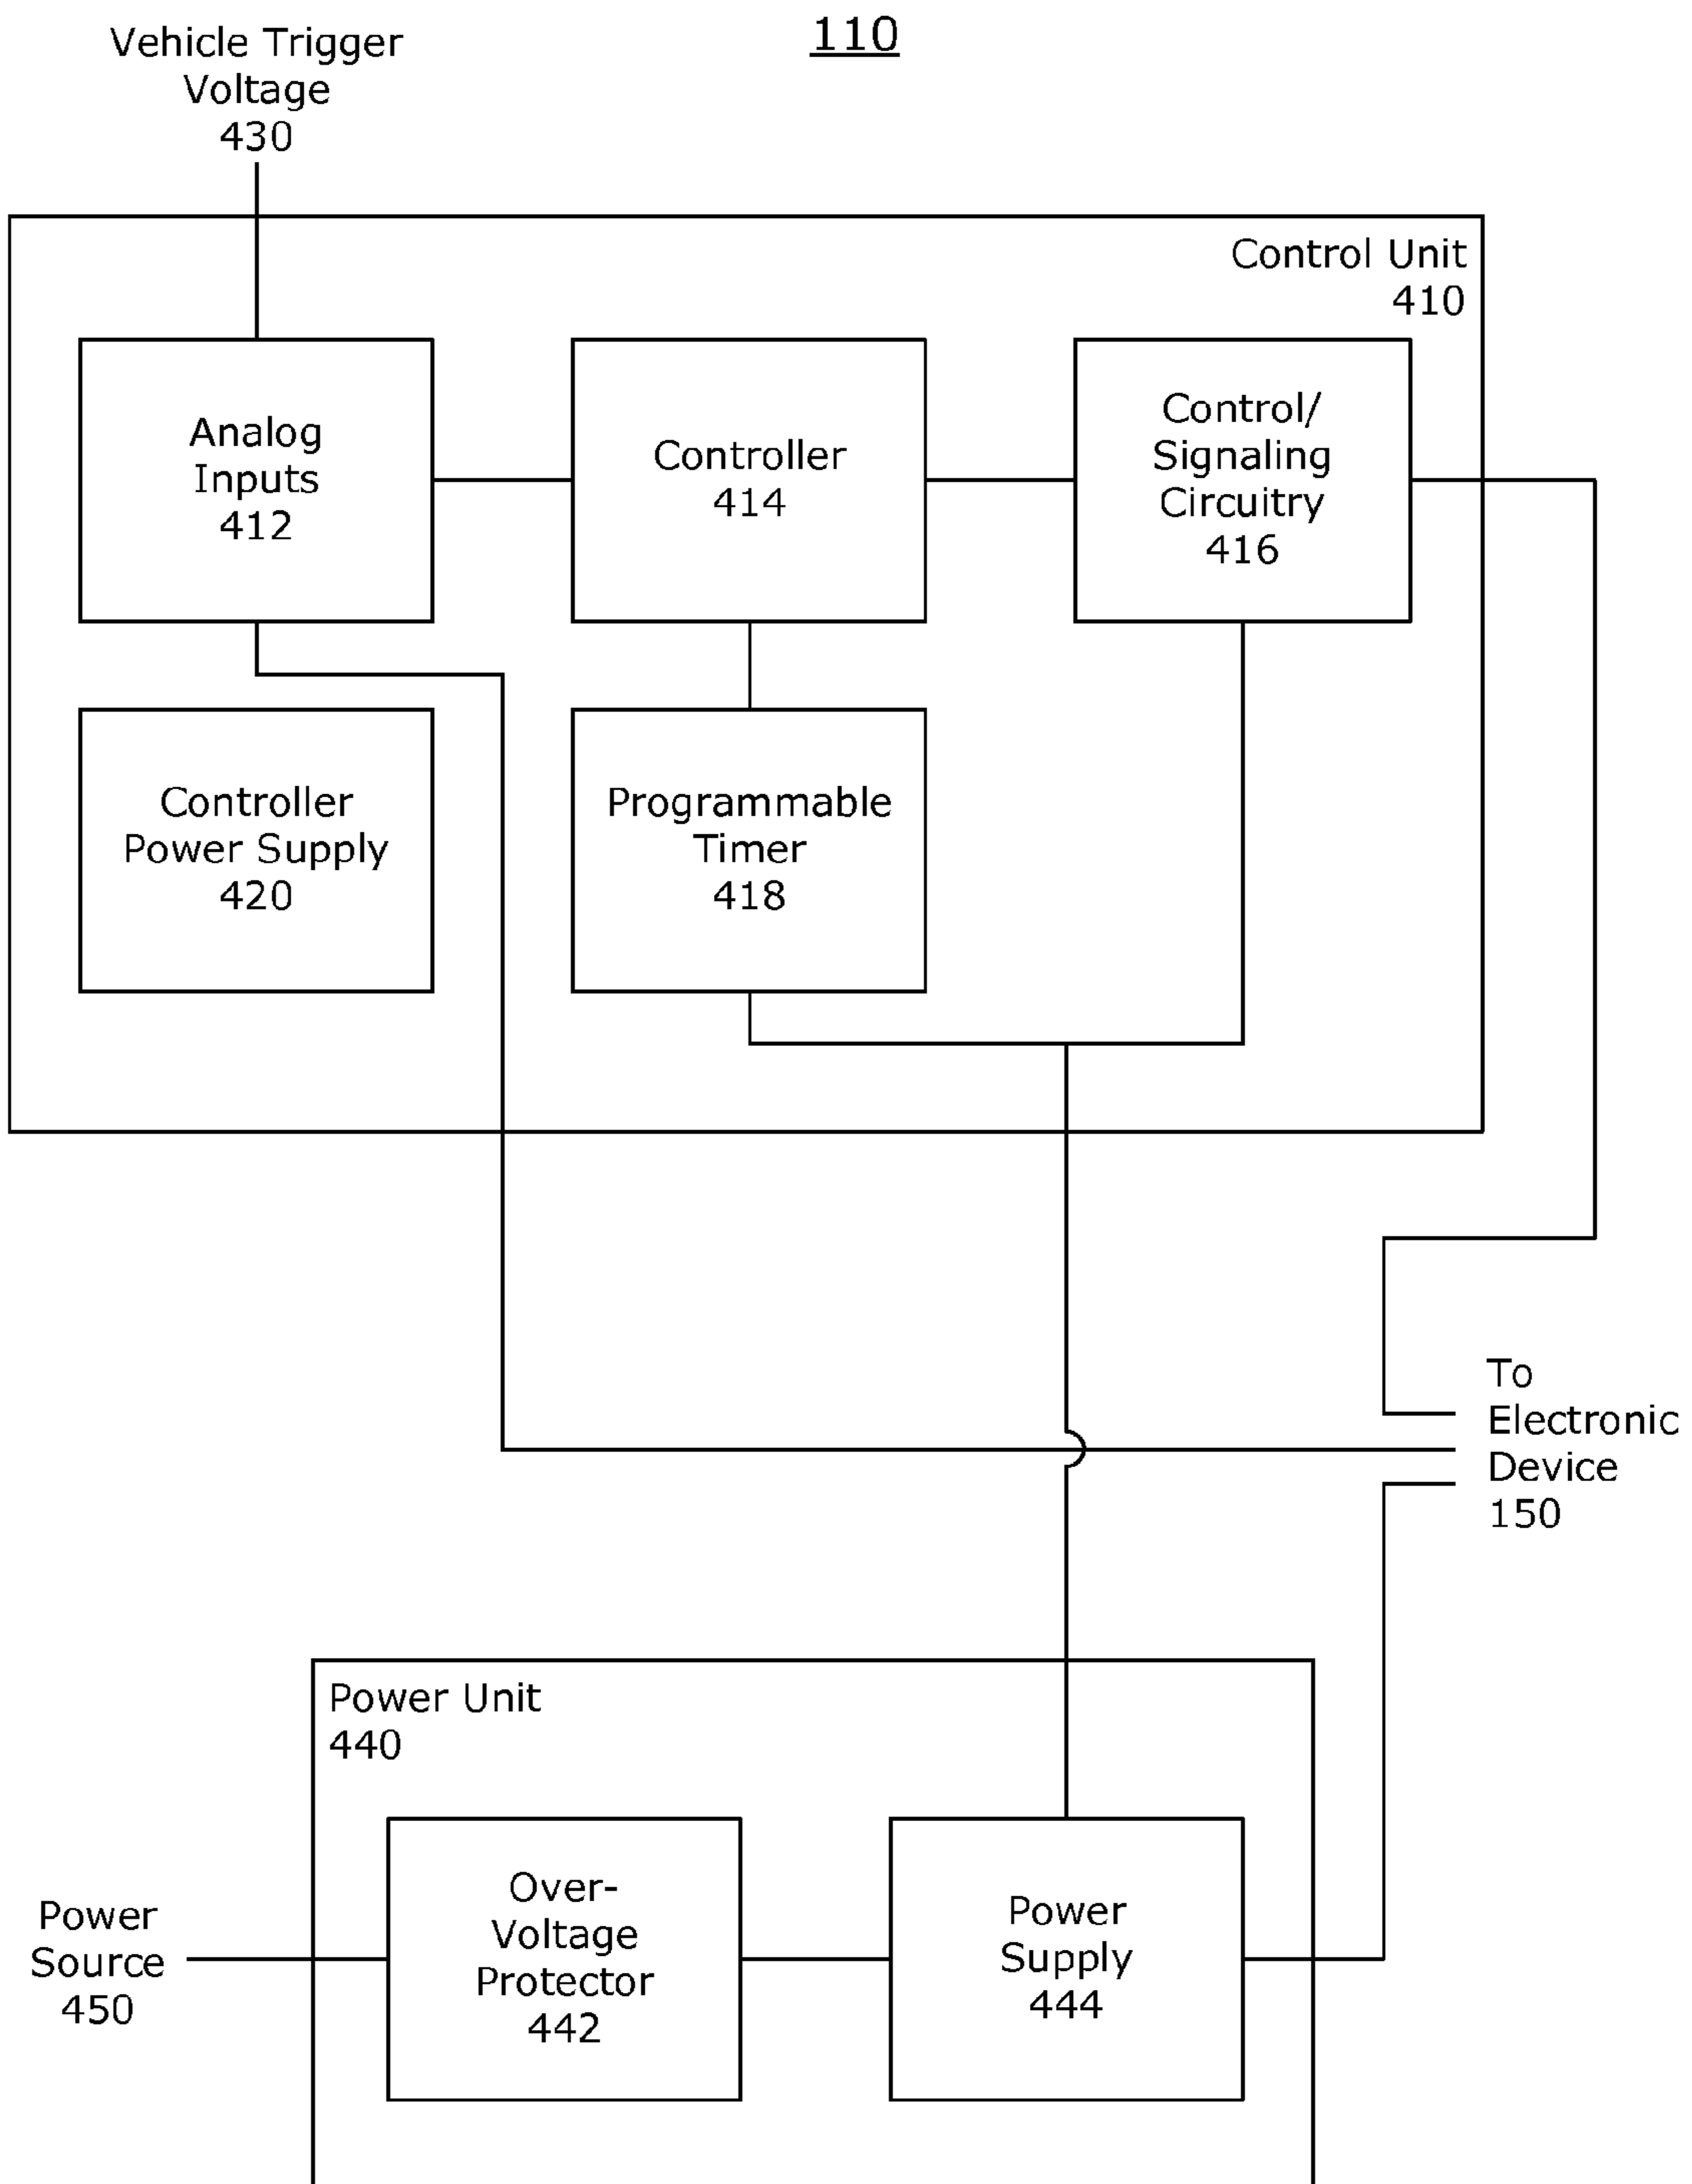 110
Vehicle Trigger
Voltage
430
Control Unit
410
Analog
Inputs
412
Controller
414
Control/
Signaling
Circuitry
416
Controller
Power Supply
420
Programmable
Timer
418
To
Electronic
Device
150
Power Unit
440
Power
Source
450
Over-
Voltage
Protector
442
Power
Supply
444